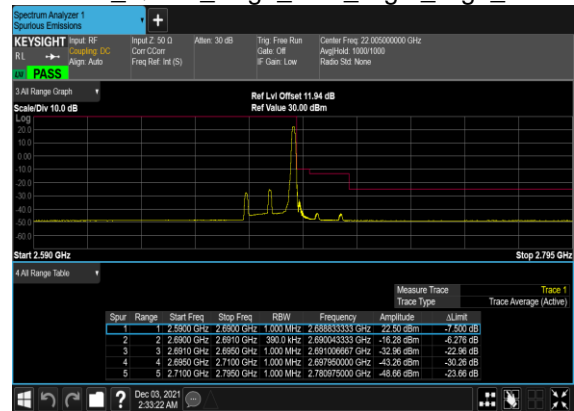 Spectrum Analyzer 1
Spurious Emissions
+
KEYSIGHT Input: RF Input Z: 50 Ω Atten: 30 dB Trig: Free Run Center Freq: 22.005000000 GHz
RL Coupling: DC Corr CCorr Gate: Off Avg|Hold: 1000/1000
Align: Auto Freq Ref: Int (S) IF Gain: Low Radio Std: None
PASS
3 All Range Graph
Ref Lvl Offset 11.94 dB
Scale/Div 10.0 dB Ref Value 30.00 dBm
Log
20.0
10.0
0.00
-10.0
-20.0
-30.0
-40.0
-50.0
-60.0
Start 2.590 GHz Stop 2.795 GHz
4 All Range Table
Measure Trace Trace 1
Trace Type Trace Average (Active)
Spur Range Start Freq Stop Freq RBW Frequency Amplitude ΔLimit
1 1 2.5900 GHz 2.6900 GHz 1.000 MHz 2.688833333 GHz 22.50 dBm -7.500 dB
2 2 2.6900 GHz 2.6910 GHz 390.0 kHz 2.690043333 GHz -16.28 dBm -6.276 dB
3 3 2.6910 GHz 2.6950 GHz 1.000 MHz 2.691006667 GHz -32.96 dBm -22.96 dB
4 4 2.6950 GHz 2.7100 GHz 1.000 MHz 2.697950000 GHz -43.26 dBm -30.26 dB
5 5 2.7100 GHz 2.7950 GHz 1.000 MHz 2.780975000 GHz -48.66 dBm -23.66 dB
? Dec 03, 2021
2:33:22 AM